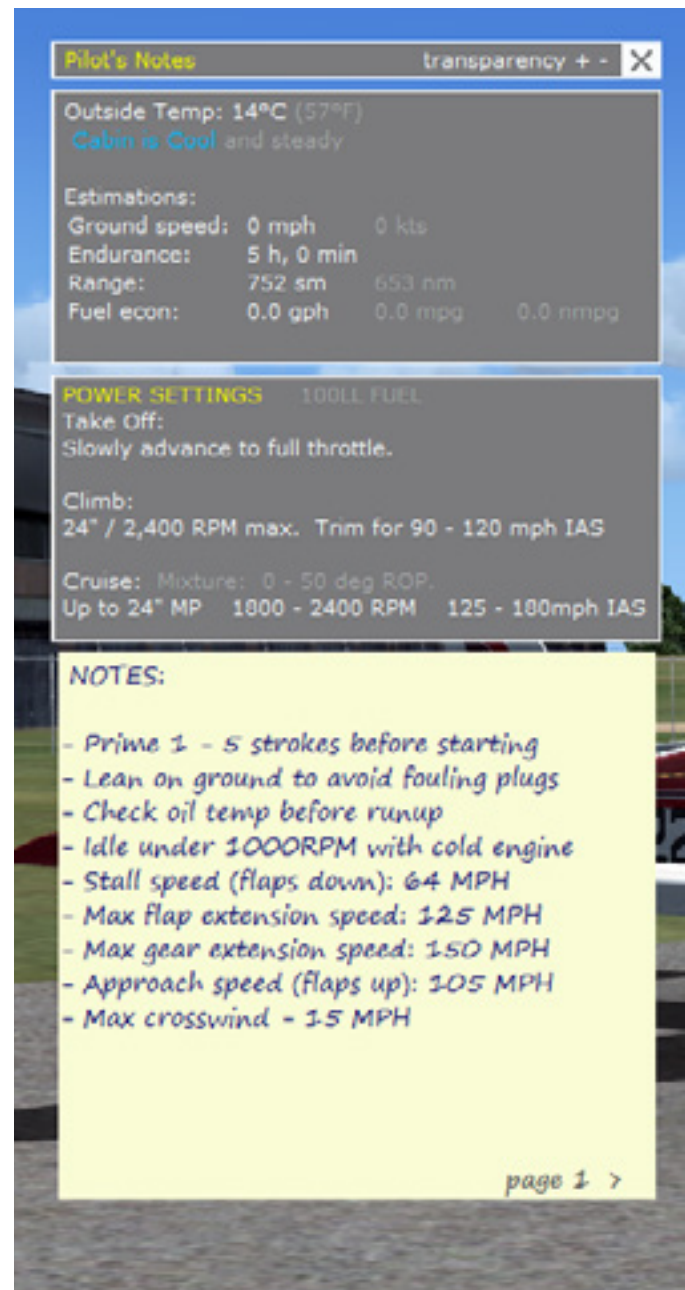 Pilot's Notes transparency + - X
Outside Temp: 14°C (57°F)
Cabin is Cool and steady
Estimations:
Ground speed: 0 mph 0 kts
Endurance: 5 h, 0 min
Range: 752 sm 653 nm
Fuel econ: 0.0 gph 0.0 mpg 0.0 nmpg
POWER SETTINGS 100LL FUEL
Take Off:
Slowly advance to full throttle.
Climb:
24" / 2,400 RPM max. Trim for 90 - 120 mph IAS
Cruise: Mixture: 0 - 50 deg ROP.
Up to 24" MP 1800 - 2400 RPM 125 - 180mph IAS
NOTES:
- Prime 1 - 5 strokes before starting
- Lean on ground to avoid fouling plugs
- Check oil temp before runup
- Idle under 1000RPM with cold engine
- Stall speed (flaps down): 64 MPH
- Max flap extension speed: 125 MPH
- Max gear extension speed: 150 MPH
- Approach speed (flaps up): 105 MPH
- Max crosswind - 15 MPH
page 1 >